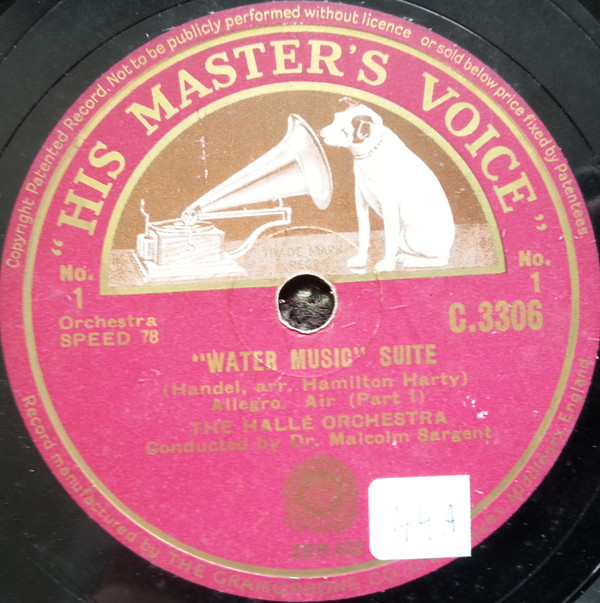 Copyright Patented Record. Not to be publicly performed without licence or sold below price fixed by Patentees.
"HIS MASTER'S VOICE"
TRADE MARK
No.
1
No.
1
Orchestra
SPEED 78
C.3306
"WATER MUSIC" SUITE
(Handel, arr. Hamilton Harty)
Allegro. Air (Part 1)
THE HALLÉ ORCHESTRA
Conducted by Dr. Malcolm Sargent
44A
Record manufactured by THE GRAMOPHONE CO. Middlesex, England.